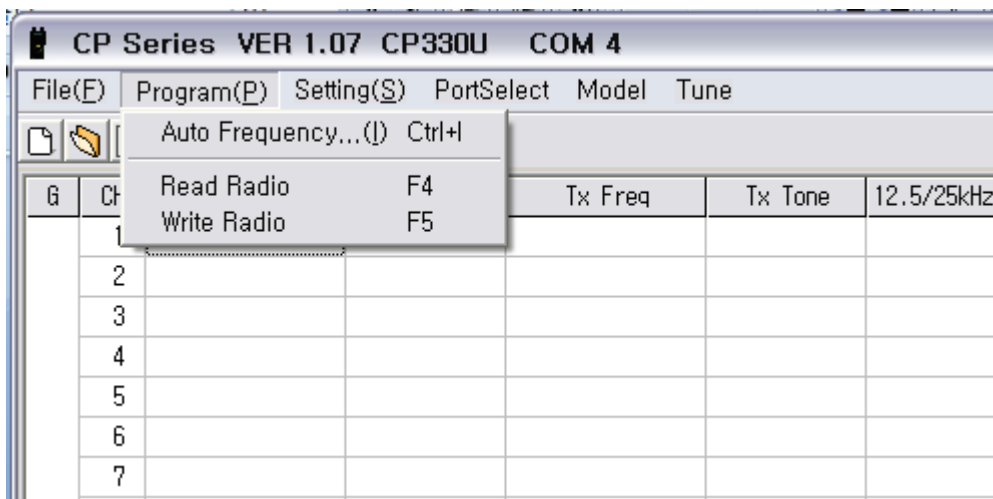 CP Series VER 1.07 CP330U COM 4
File(F) Program(P) Setting(S) PortSelect Model Tune
Auto Frequency...(I) Ctrl+I
Read Radio F4
Write Radio F5
G Tx Freq Tx Tone 12.5/25kHz
1
2
3
4
5
6
7